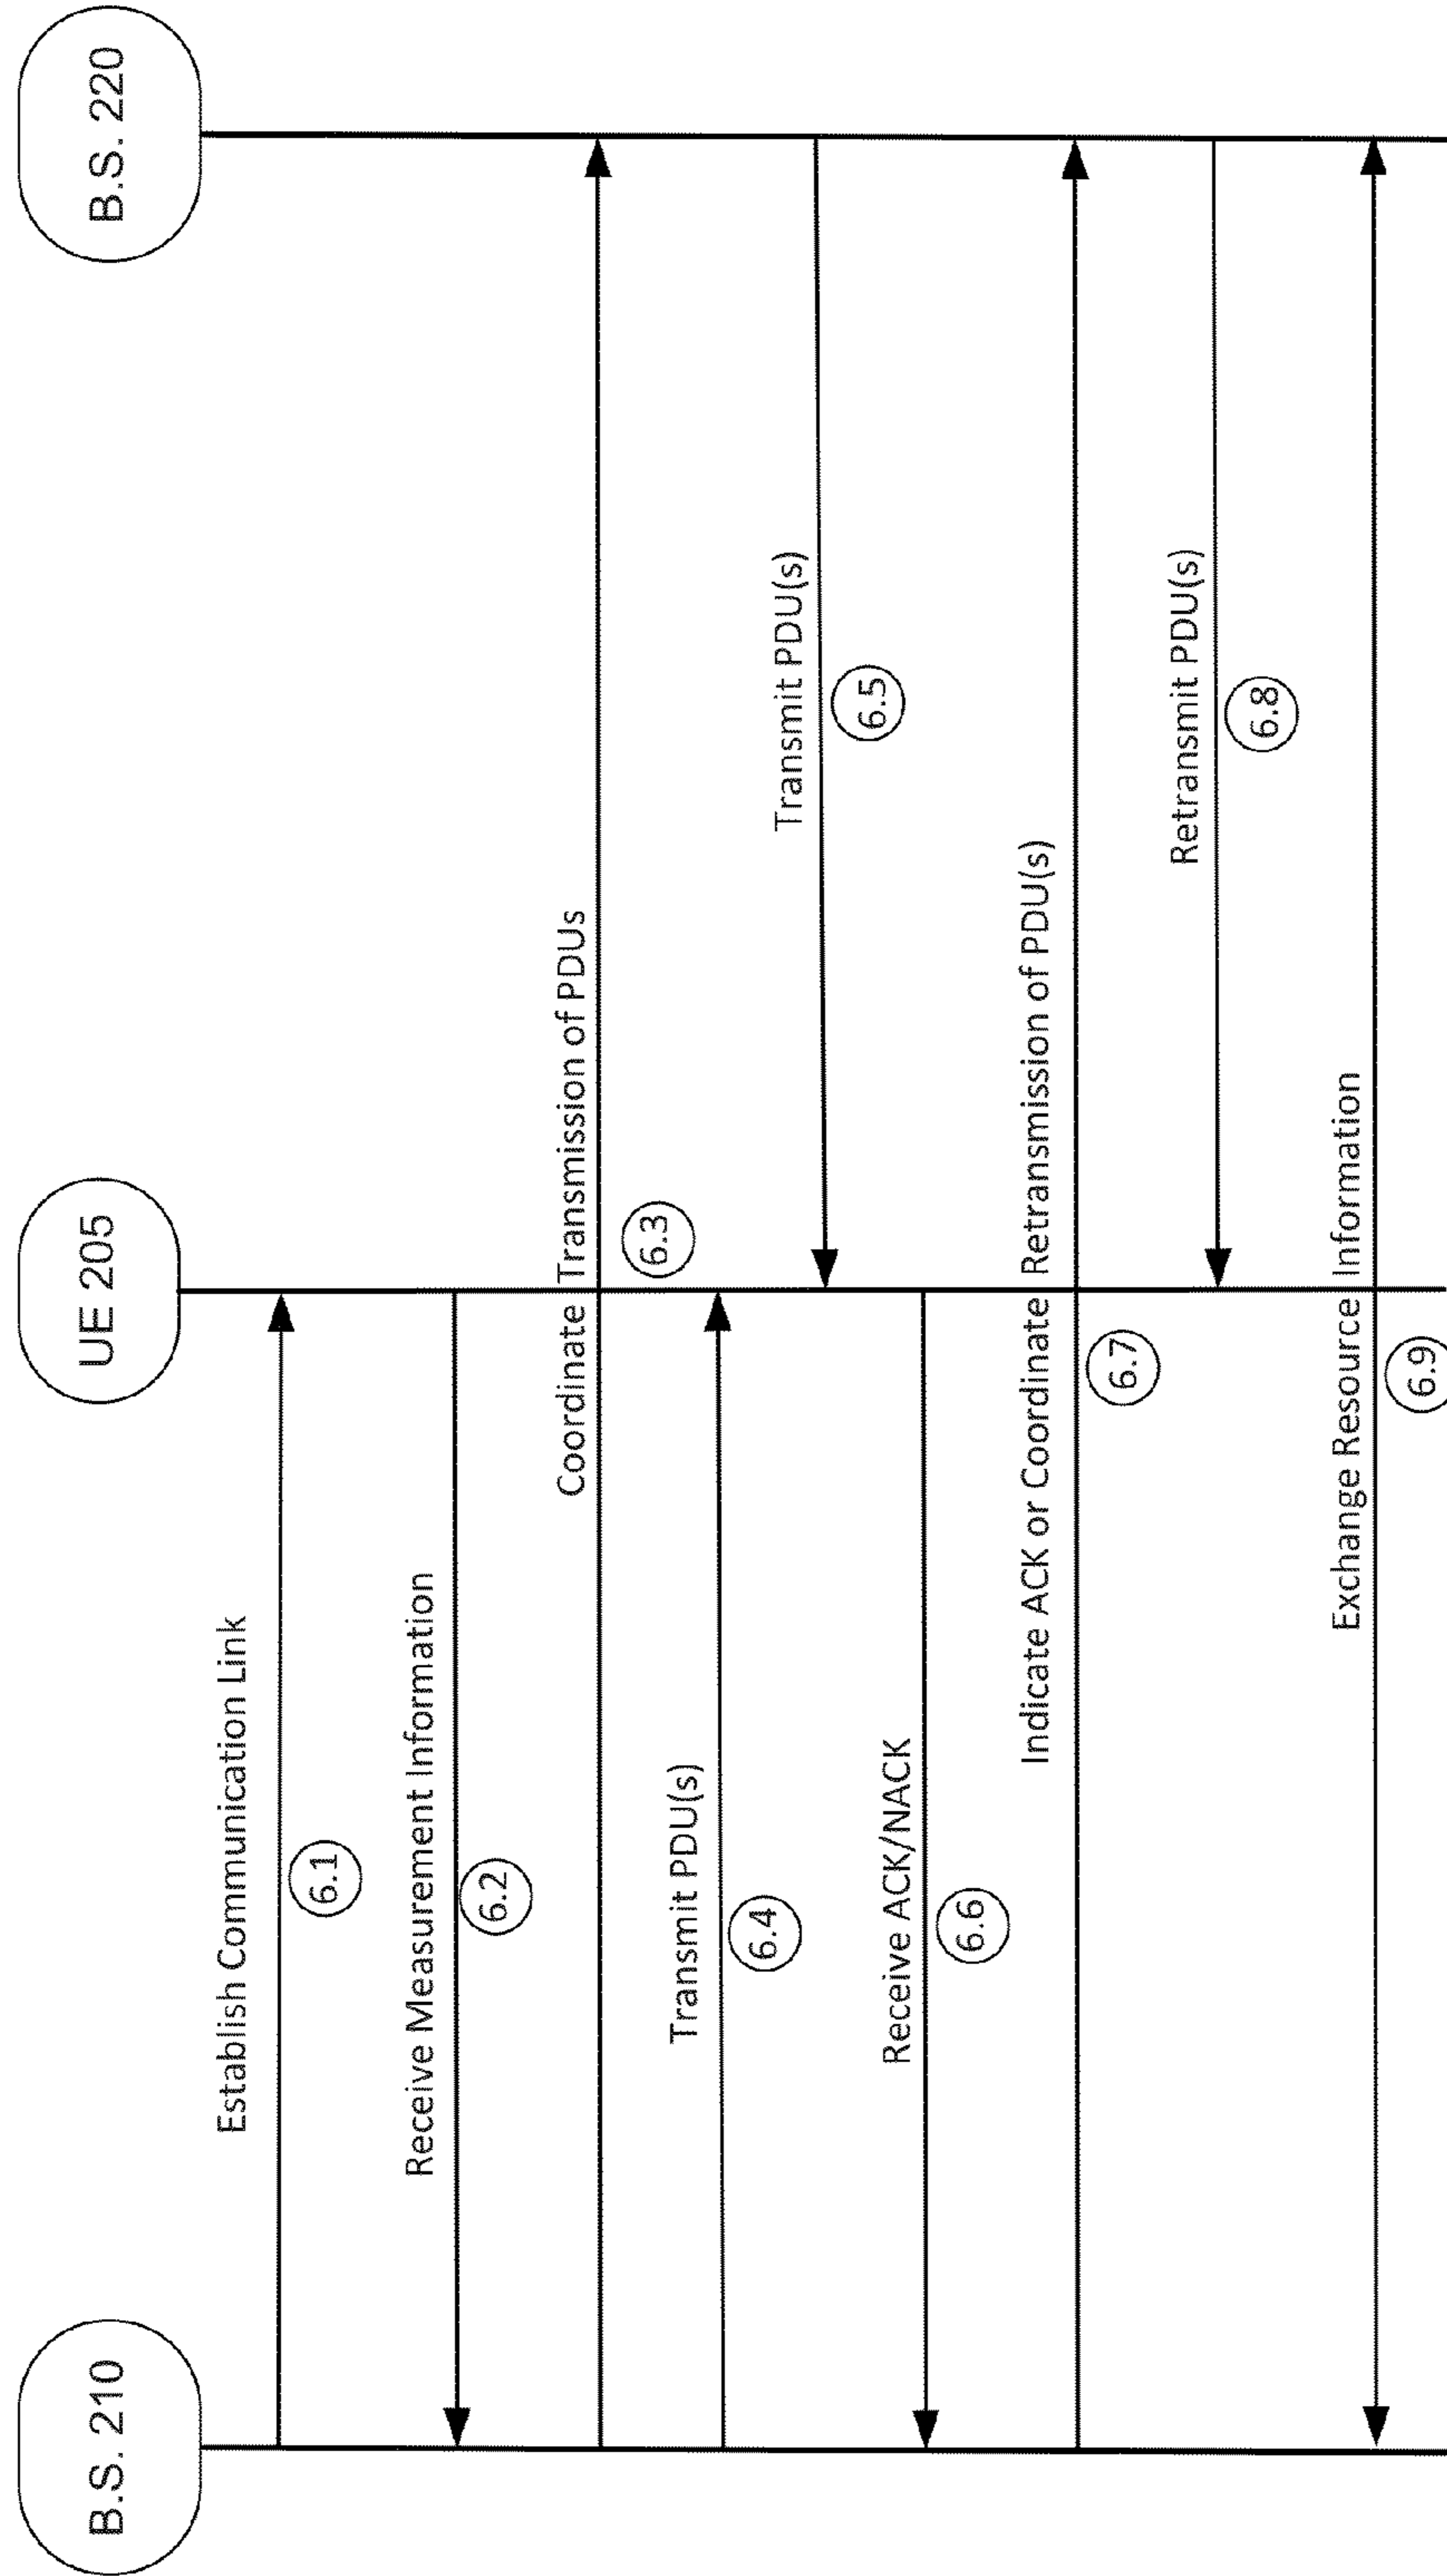 B.S. 210
UE 205
B.S. 220
Establish Communication Link
6.1
Receive Measurement Information
6.2
Coordinate Transmission of PDUs
6.3
Transmit PDU(s)
6.4
Transmit PDU(s)
6.5
Receive ACK/NACK
6.6
Indicate ACK or Coordinate Retransmission of PDU(s)
6.7
Retransmit PDU(s)
6.8
Exchange Resource Information
6.9